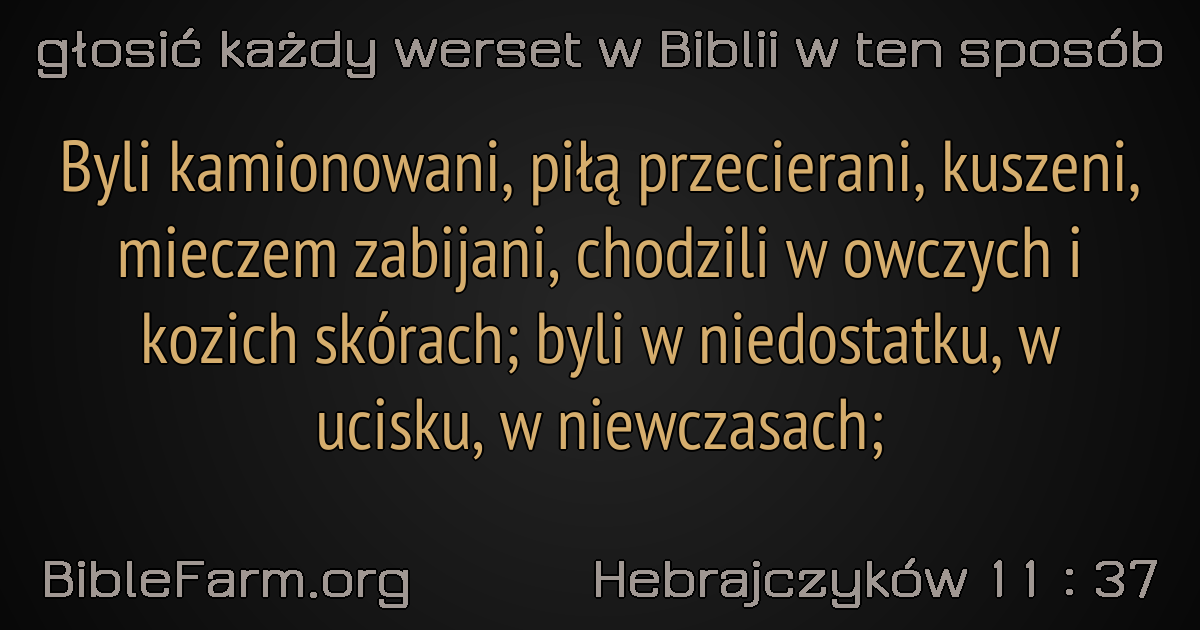 głosić każdy werset w Biblii w ten sposób
Byli kamionowani, piłą przecierani, kuszeni,
mieczem zabijani, chodzili w owczych i
kozich skórach; byli w niedostatku, w
ucisku, w niewczasach;
BibleFarm.org
Hebrajczyków 11 : 37